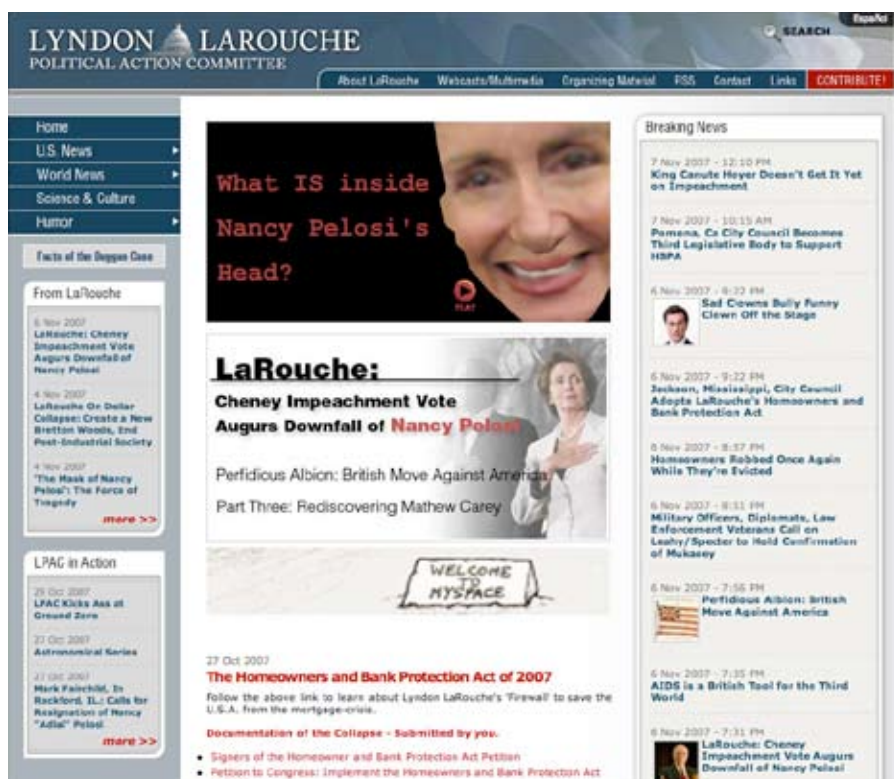 Español
SEARCH
LYNDON LAROUCHE
POLITICAL ACTION COMMITTEE
About LaRouche Webcasts/Multimedia Organizing Material RSS Contact Links CONTRIBUTE!
Home
U.S. News
World News
Science & Culture
Humor
Facts of the Duggan Case
From LaRouche
6 Nov 2007
LaRouche: Cheney
Impeachment Vote
Augurs Downfall of
Nancy Pelosi
4 Nov 2007
LaRouche On Dollar
Collapse: Create a New
Bretton Woods, End
Post-Industrial Society
4 Nov 2007
'The Mask of Nancy
Pelosi': The Force of
Tragedy
more >>
LPAC in Action
29 Oct 2007
LPAC Kicks Ass at
Ground Zero
27 Oct 2007
Astronomical Series
27 Oct 2007
Mark Fairchild, In
Rockford, IL.: Calls for
Resignation of Nancy
"Adlai" Pelosi
more >>
What IS inside
Nancy Pelosi's
Head?
PLAY
LaRouche:
Cheney Impeachment Vote
Augurs Downfall of Nancy Pelosi
Perfidious Albion: British Move Against America
Part Three: Rediscovering Mathew Carey
WELCOME
TO
MYSPACE
27 Oct 2007
The Homeowners and Bank Protection Act of 2007
Follow the above link to learn about Lyndon LaRouche's 'Firewall' to save the
U.S.A. from the mortgage-crisis.
Documentation of the Collapse - Submitted by you.
Signers of the Homeowner and Bank Protection Act Petition
Petition to Congress: Implement the Homeowners and Bank Protection Act
Breaking News
7 Nov 2007 - 12:10 PM
King Canute Hoyer Doesn't Get It Yet
on Impeachment
7 Nov 2007 - 10:15 AM
Pomona, Ca City Council Becomes
Third Legislative Body to Support
HBPA
6 Nov 2007 - 9:22 PM
Sad Clowns Bully Funny
Clown Off the Stage
6 Nov 2007 - 9:22 PM
Jackson, Mississippi, City Council
Adopts LaRouche's Homeowners and
Bank Protection Act
6 Nov 2007 - 8:57 PM
Homeowners Robbed Once Again
While They're Evicted
6 Nov 2007 - 8:51 PM
Military Officers, Diplomats, Law
Enforcement Veterans Call on
Leahy/Specter to Hold Confirmation
of Mukasey
6 Nov 2007 - 7:56 PM
Perfidious Albion: British
Move Against America
6 Nov 2007 - 7:35 PM
AIDS is a British Tool for the Third
World
6 Nov 2007 - 7:31 PM
LaRouche: Cheney
Impeachment Vote Augurs
Downfall of Nancy Pelosi